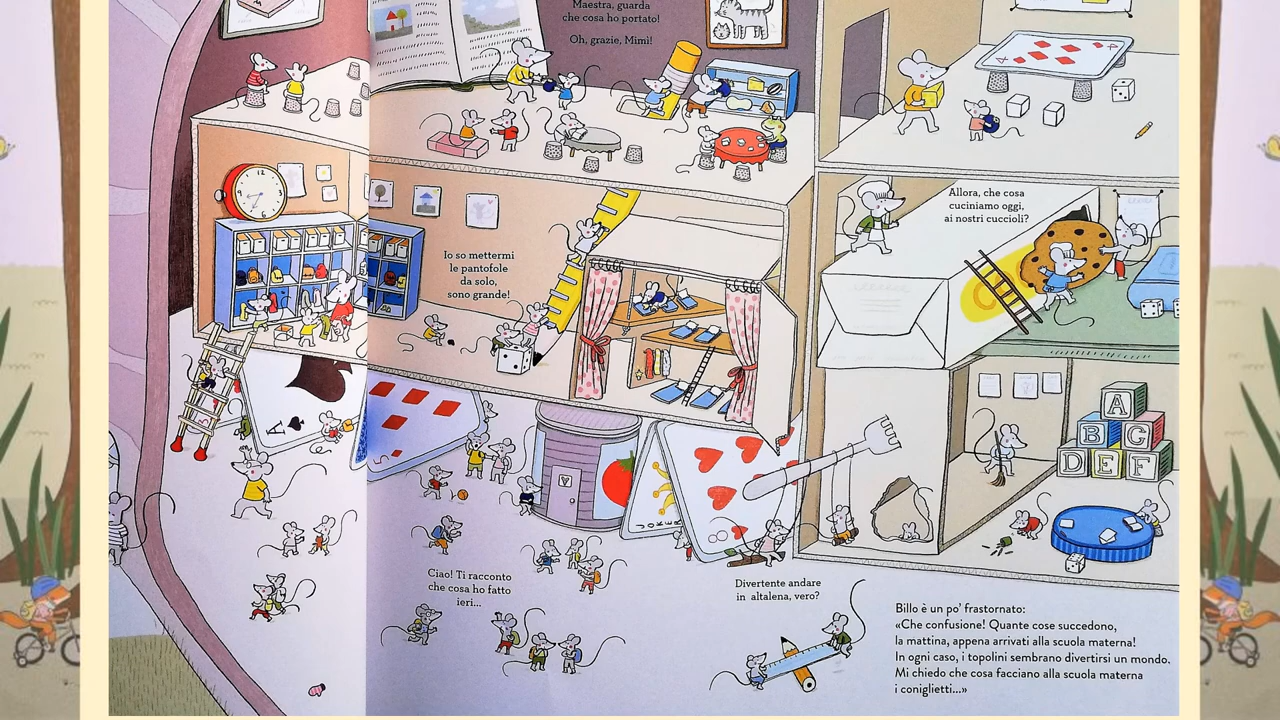 Maestra, guarda
che cosa ho portato!
Oh, grazie, Mimì!
Allora, che cosa
cuciniamo oggi,
ai nostri cuccioli?
Io so mettermi
le pantofole
da solo,
sono grande!
A
B G
D E F
A
JOKER
8
Ciao! Ti racconto
che cosa ho fatto
ieri...
Divertente andare
in altalena, vero?
Billo è un po' frastornato:
«Che confusione! Quante cose succedono,
la mattina, appena arrivati alla scuola materna!
In ogni caso, i topolini sembrano divertirsi un mondo.
Mi chiedo che cosa facciano alla scuola materna
i coniglietti...»